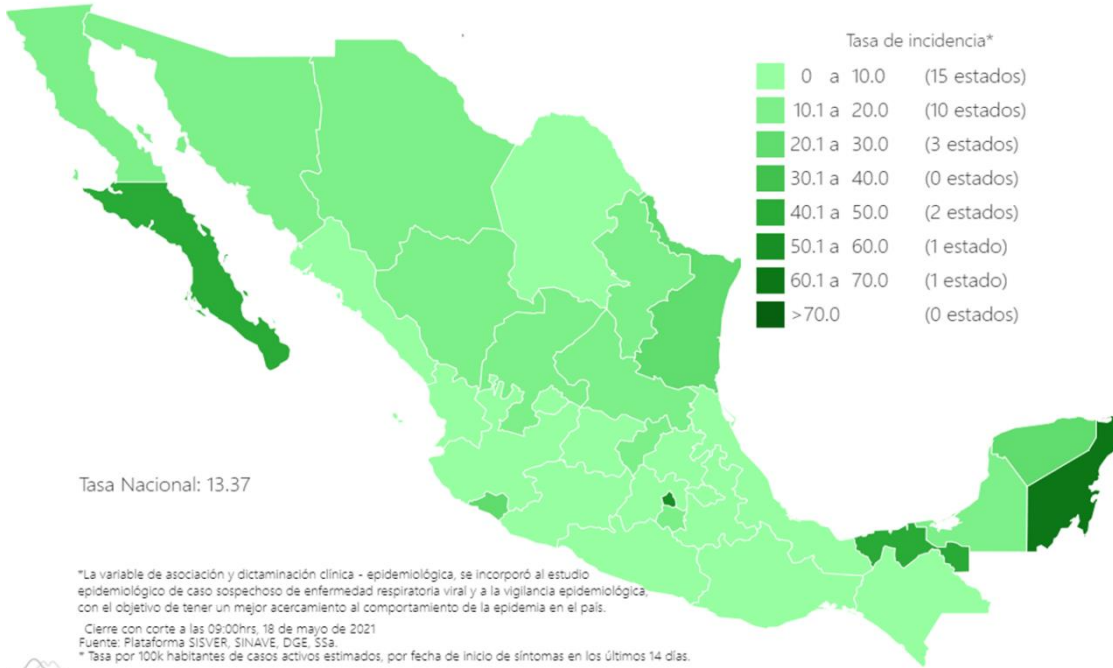 Tasa de incidencia*
0 a 10.0 (15 estados)
10.1 a 20.0 (10 estados)
20.1 a 30.0 (3 estados)
30.1 a 40.0 (0 estados)
40.1 a 50.0 (2 estados)
50.1 a 60.0 (1 estado)
60.1 a 70.0 (1 estado)
>70.0 (0 estados)
Tasa Nacional: 13.37
*La variable de asociación y dictaminación clínica - epidemiológica, se incorporó al estudio
epidemiológico de caso sospechoso de enfermedad respiratoria viral y a la vigilancia epidemiológica,
con el objetivo de tener un mejor acercamiento al comportamiento de la epidemia en el país.
Cierre con corte a las 09:00hrs, 18 de mayo de 2021
Fuente: Plataforma SISVER, SINAVE, DGE, SSa.
* Tasa por 100k habitantes de casos activos estimados, por fecha de inicio de síntomas en los últimos 14 días.